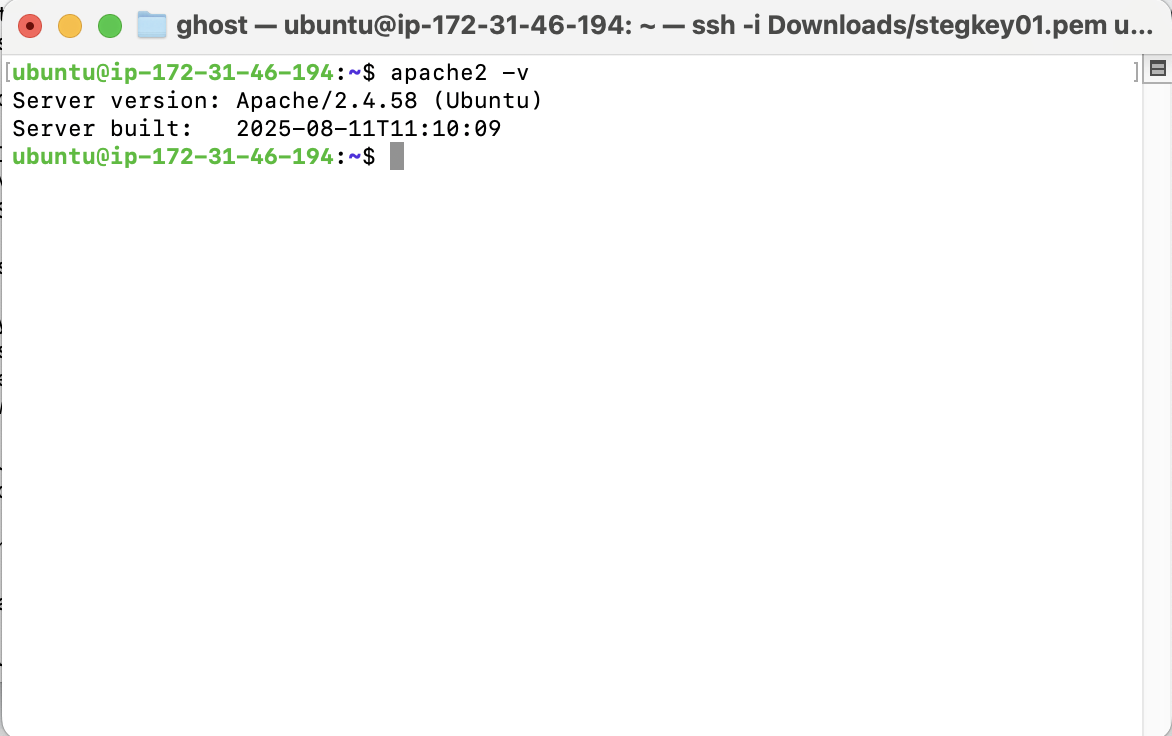 ghost — ubuntu@ip-172-31-46-194: ~ — ssh -i Downloads/stegkey01.pem u...
[ubuntu@ip-172-31-46-194:~$ apache2 -v ]
Server version: Apache/2.4.58 (Ubuntu)
Server built:   2025-08-11T11:10:09
ubuntu@ip-172-31-46-194:~$